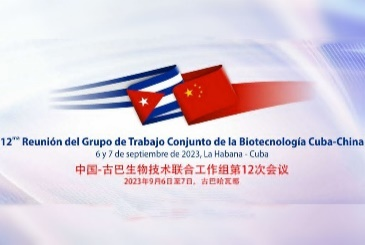 12ma Reunión del Grupo de Trabajo Conjunto de la Biotecnología Cuba-China
6 y 7 de septiembre de 2023, La Habana - Cuba
中国-古巴生物技术联合工作组第12次会议
2023年9月6日至7日，古巴哈瓦那